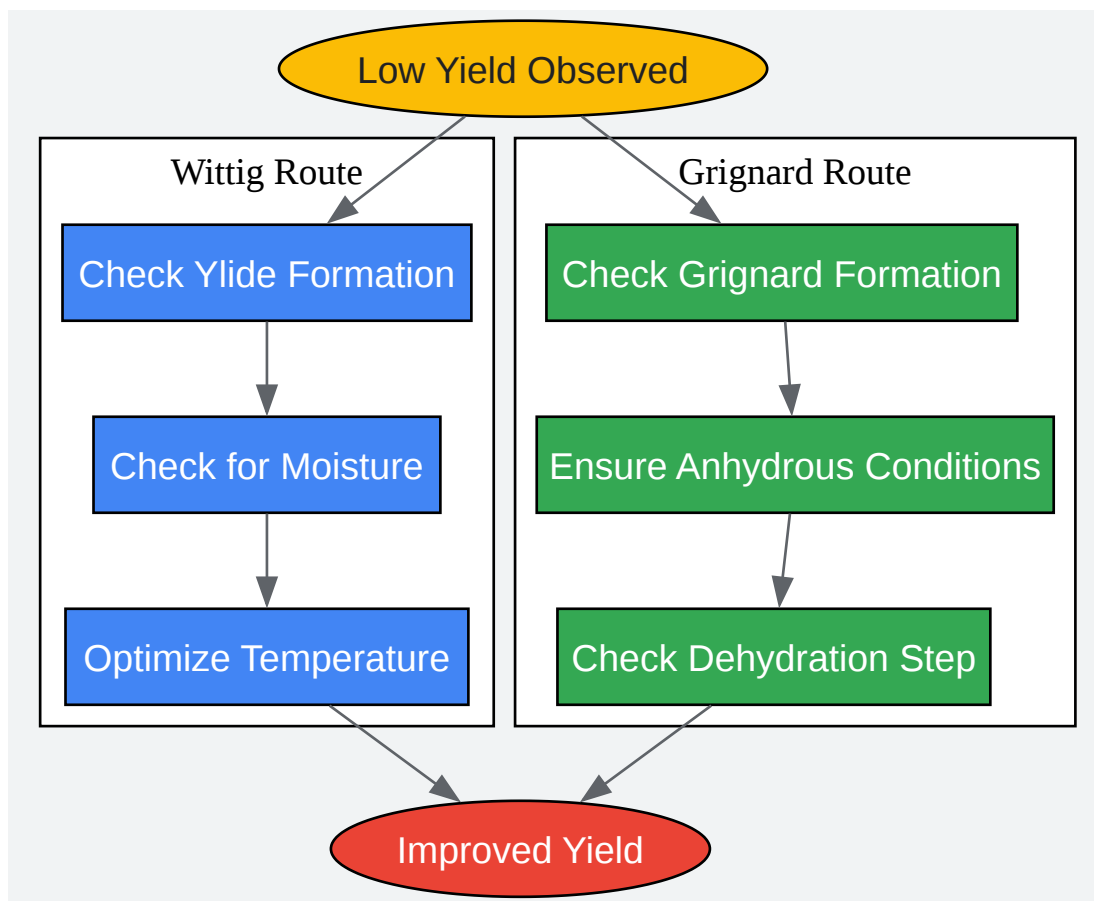 Low Yield Observed
Wittig Route
Check Ylide Formation
Check for Moisture
Optimize Temperature
Grignard Route
Check Grignard Formation
Ensure Anhydrous Conditions
Check Dehydration Step
Improved Yield